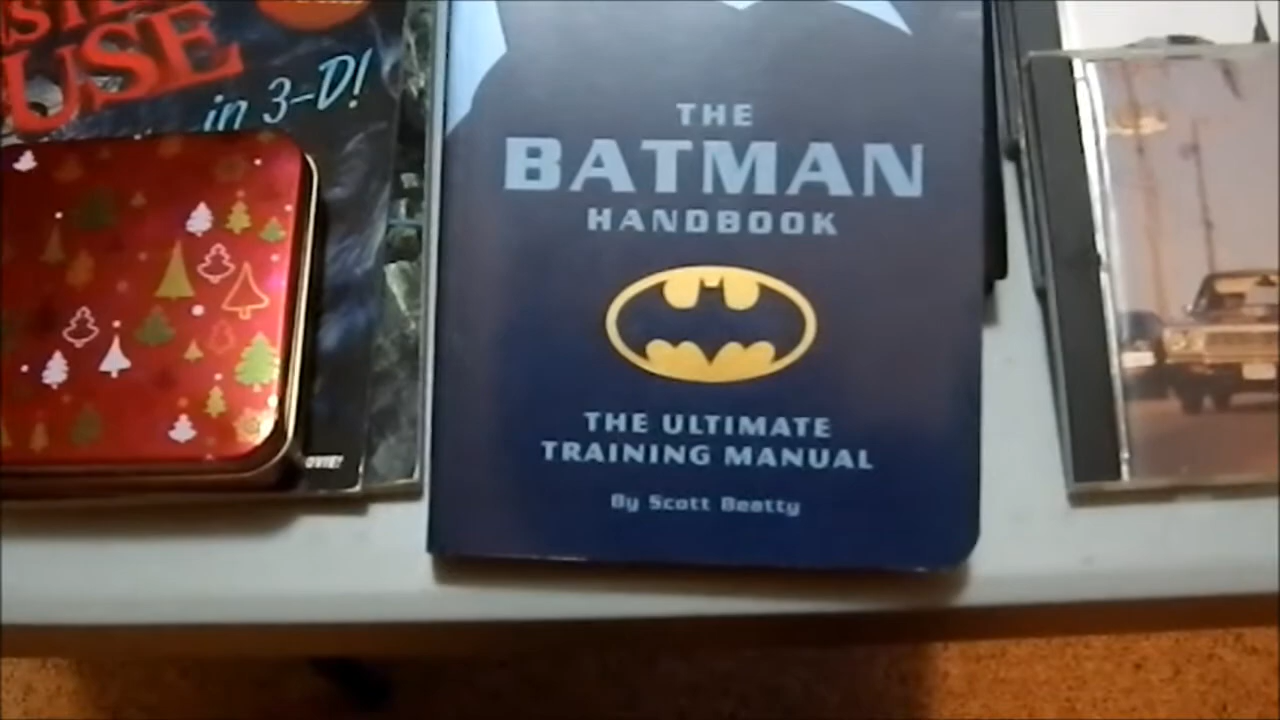 USE
in 3-D!
THE
BATMAN
HANDBOOK
THE ULTIMATE
TRAINING MANUAL
By Scott Beatty